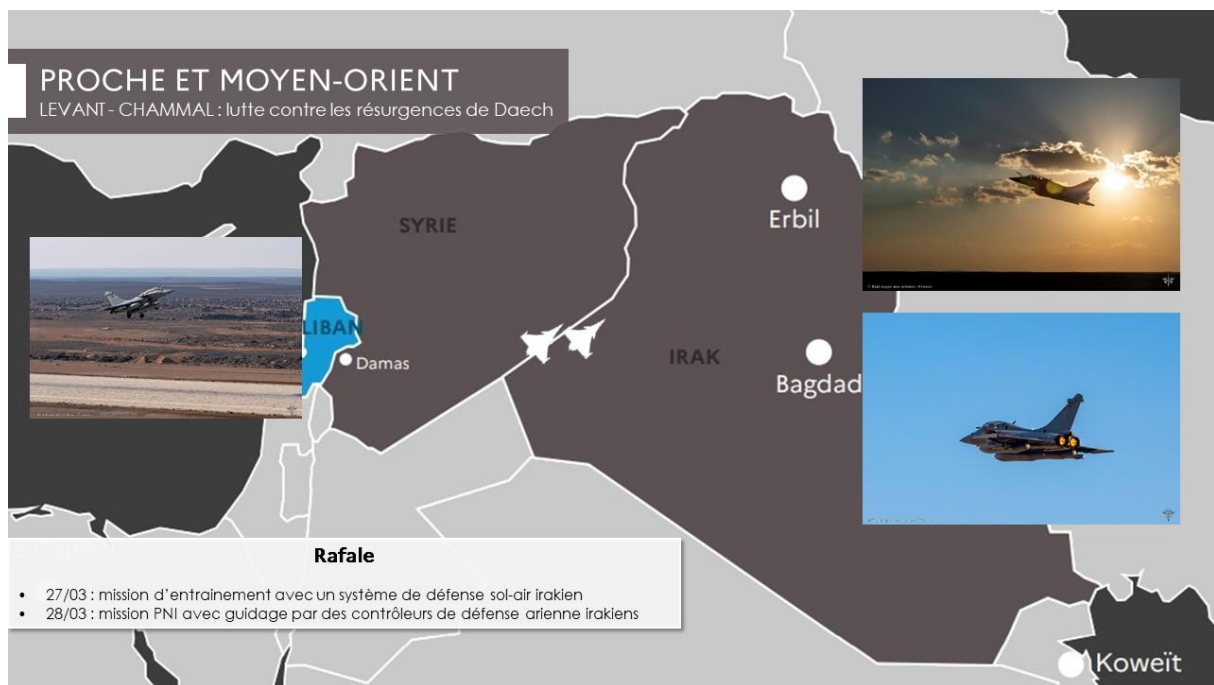 PROCHE ET MOYEN-ORIENT
LEVANT - CHAMMAL : lutte contre les résurgences de Daech
SYRIE
Erbil
LIBAN
Damas
IRAK
Bagdad
Rafale
• 27/03 : mission d'entrainement avec un système de défense sol-air irakien
• 28/03 : mission PNI avec guidage par des contrôleurs de défense arienne irakiens
Koweït